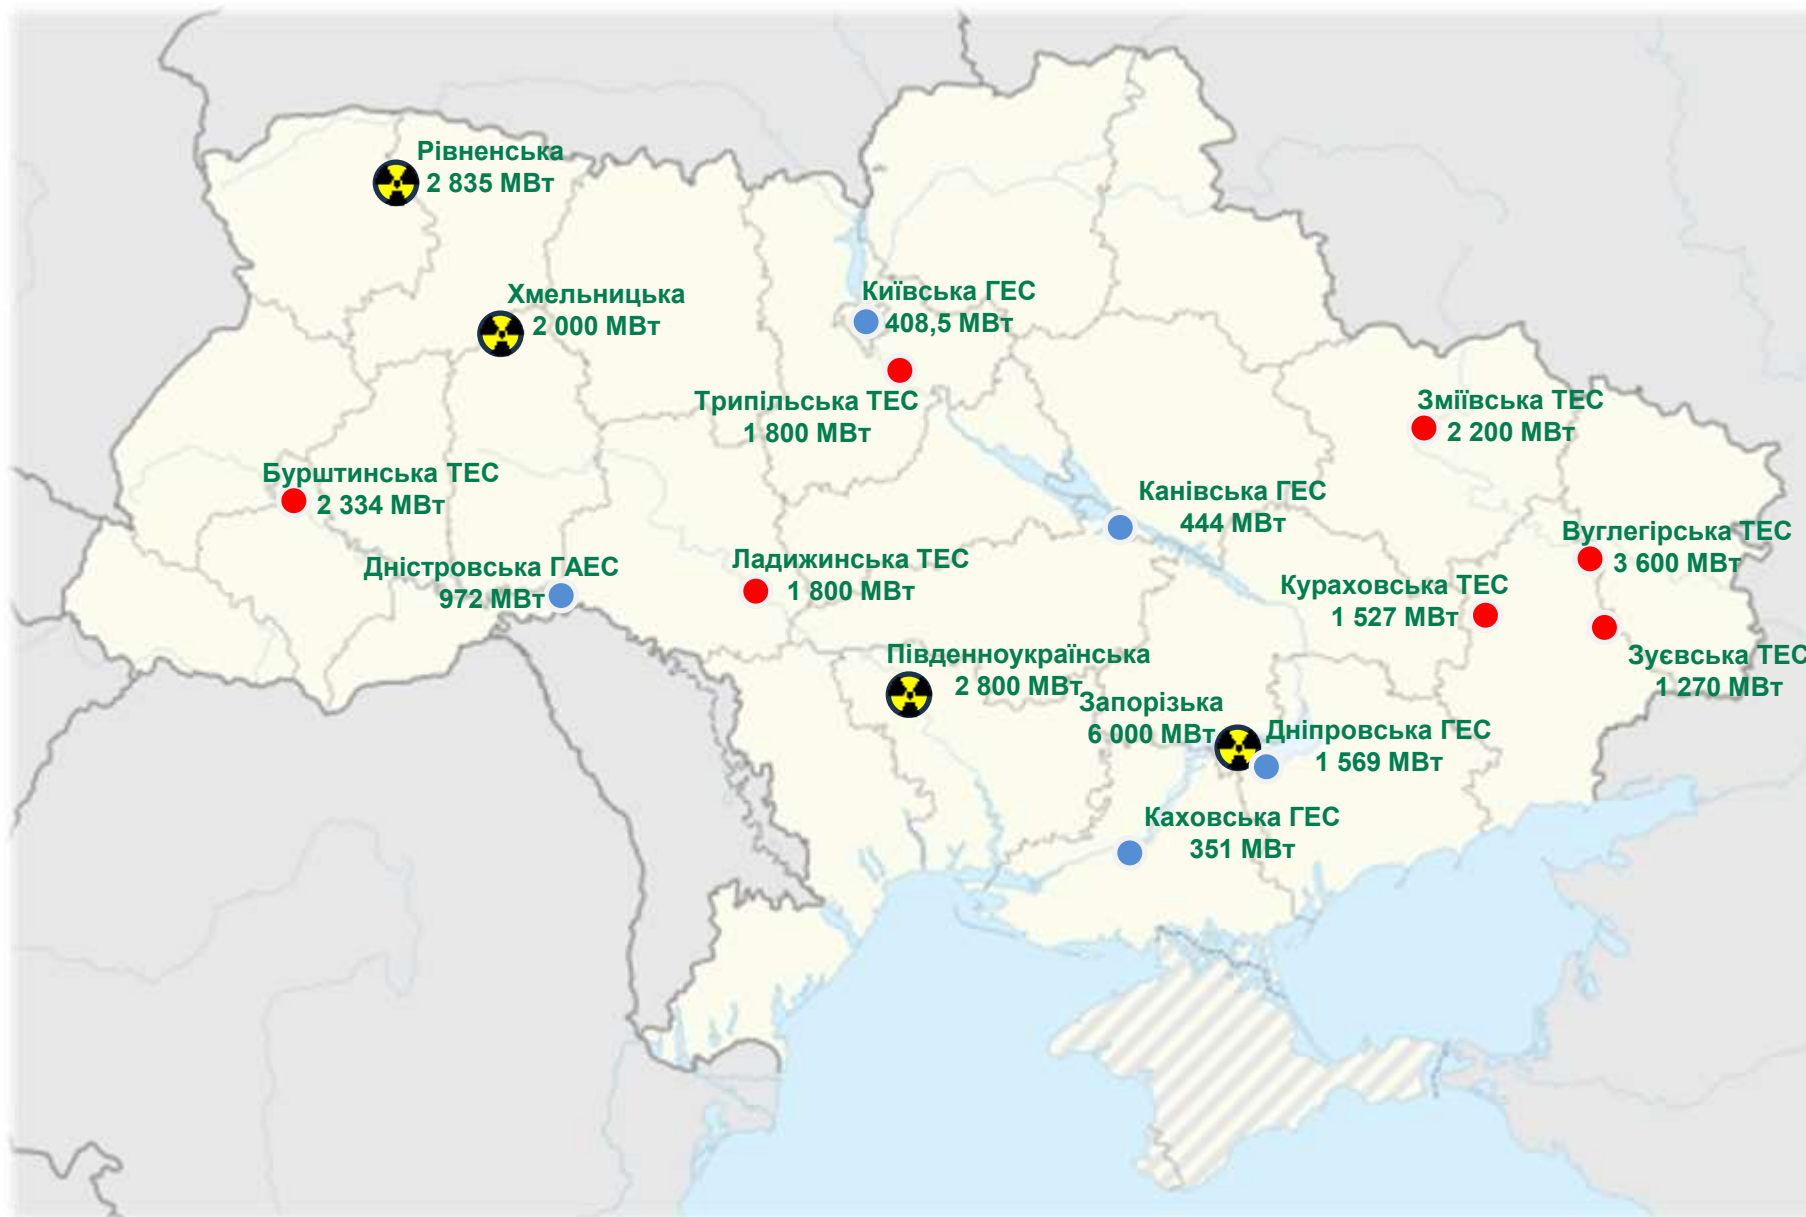 Рівненська
2 835 МВт
Хмельницька
2 000 МВт
Київська ГЕС
408,5 МВт
Трипільська ТЕС
1 800 МВт
Зміївська ТЕС
2 200 МВт
Бурштинська ТЕС
2 334 МВт
Канівська ГЕС
444 МВт
Вуглегірська ТЕС
3 600 МВт
Дністровська ГАЕС
972 МВт
Ладижинська ТЕС
1 800 МВт
Кураховська ТЕС
1 527 МВт
Зуєвська ТЕС
1 270 МВт
Південноукраїнська
2 800 МВт
Запорізька
6 000 МВт
Дніпровська ГЕС
1 569 МВт
Каховська ГЕС
351 МВт